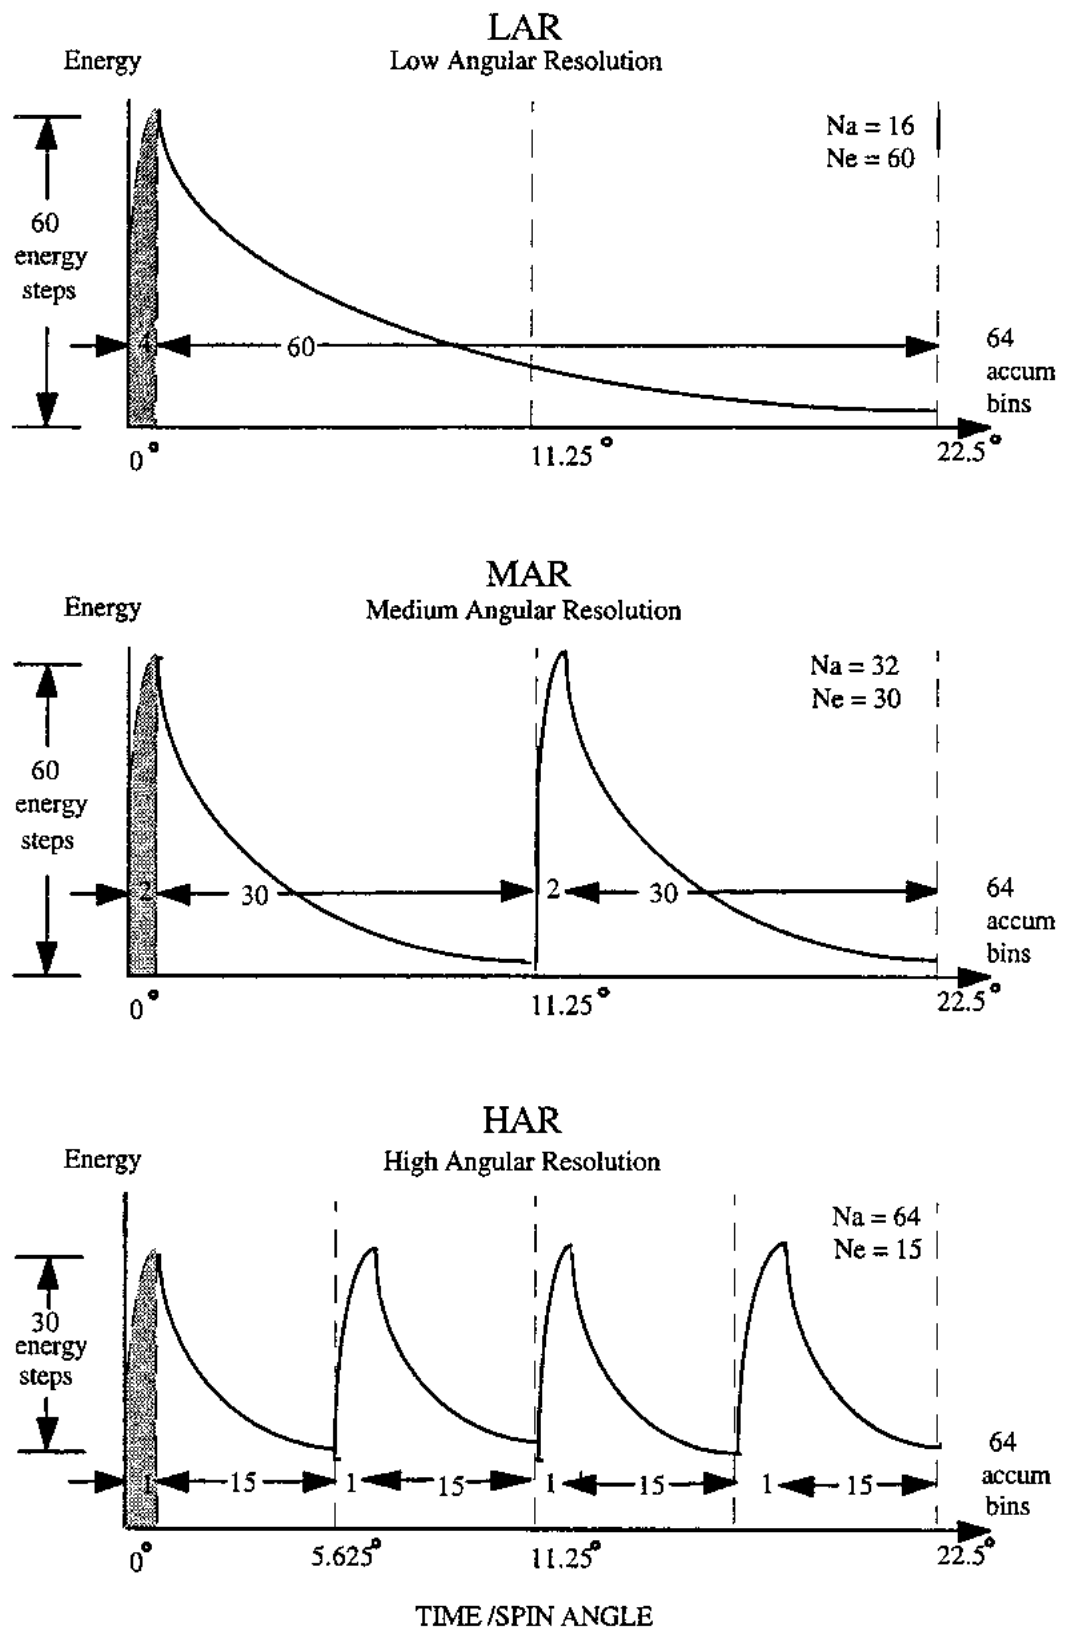 LAR
Energy
Low Angular Resolution
Na = 16
Ne = 60
60
energy
steps
4
60
64
accum
bins
0°
11.25°
22.5°
MAR
Energy
Medium Angular Resolution
Na = 32
Ne = 30
60
energy
steps
2
30
2
30
64
accum
bins
0°
11.25°
22.5°
HAR
Energy
High Angular Resolution
Na = 64
Ne = 15
30
energy
steps
1
15
1
15
1
15
1
15
64
accum
bins
0°
5.625°
11.25°
22.5°
TIME /SPIN ANGLE